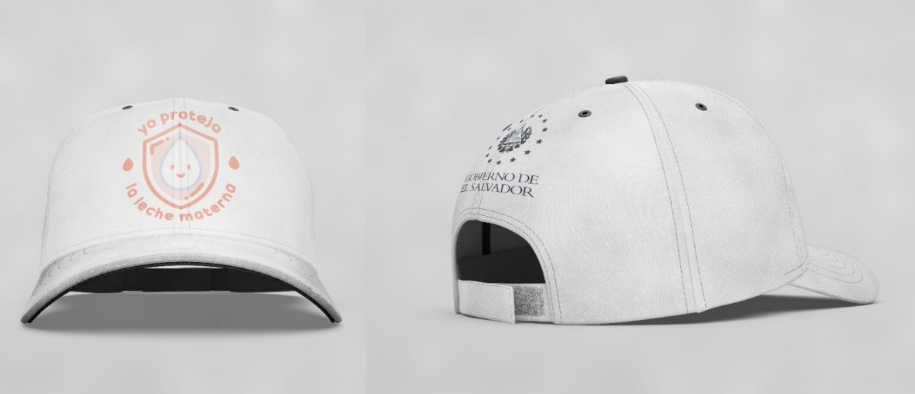 yo protejo
la leche materna
GOBIERNO DE
EL SALVADOR